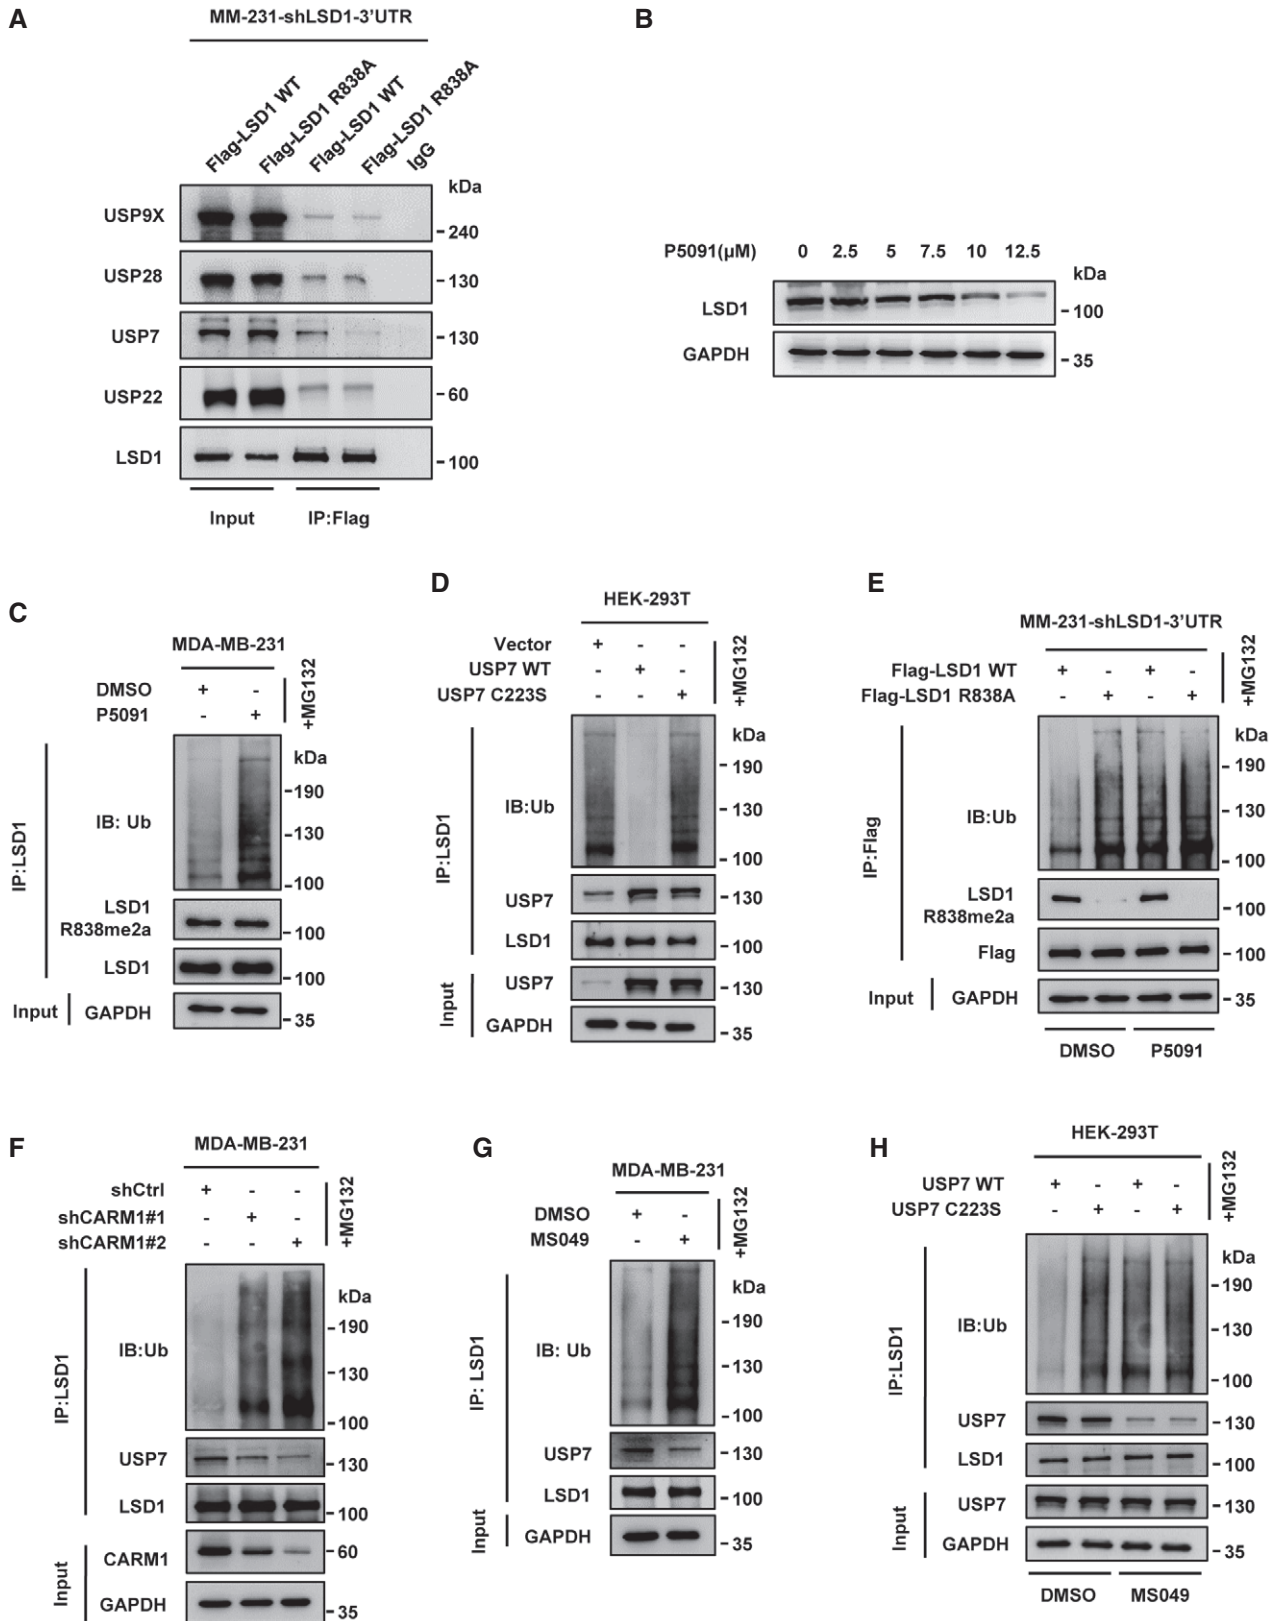 A
MM-231-shLSD1-3'UTR
Flag-LSD1 WT
Flag-LSD1 R838A
Flag-LSD1 WT
Flag-LSD1 R838A
IgG
kDa
USP9X
- 240
USP28
- 130
USP7
- 130
USP22
- 60
LSD1
- 100
Input IP:Flag
B
P5091(μM) 0 2.5 5 7.5 10 12.5
kDa
LSD1
- 100
GAPDH
- 35
C
MDA-MB-231
DMSO + -
P5091 - +
+MG132
kDa
- 190
IB: Ub
- 130
- 100
IP:LSD1
LSD1
R838me2a
- 100
LSD1
- 100
Input GAPDH
- 35
D
HEK-293T
Vector + - -
USP7 WT - + -
USP7 C223S - - +
+MG132
kDa
- 190
IB:Ub
- 130
- 100
IP:LSD1
USP7 - 130
LSD1 - 100
Input
USP7 - 130
GAPDH - 35
E
MM-231-shLSD1-3'UTR
Flag-LSD1 WT + - + -
Flag-LSD1 R838A - + - +
+MG132
kDa
- 190
IB:Ub
- 130
- 100
IP:Flag
LSD1
R838me2a
- 100
Flag - 100
Input GAPDH - 35
DMSO P5091
F
MDA-MB-231
shCtrl + - -
shCARM1#1 - + -
shCARM1#2 - - +
+MG132
kDa
- 190
IB:Ub
- 130
- 100
IP:LSD1
USP7 - 130
LSD1 - 100
Input
CARM1 - 60
GAPDH - 35
G
MDA-MB-231
DMSO + -
MS049 - +
+MG132
kDa
- 190
IB: Ub
- 130
- 100
IP: LSD1
USP7 - 130
LSD1 - 100
Input
GAPDH - 35
H
HEK-293T
USP7 WT + - + -
USP7 C223S - + - +
+MG132
kDa
- 190
IB:Ub
- 130
- 100
IP:LSD1
USP7 - 130
LSD1 - 100
Input
USP7 - 130
GAPDH - 35
DMSO MS049